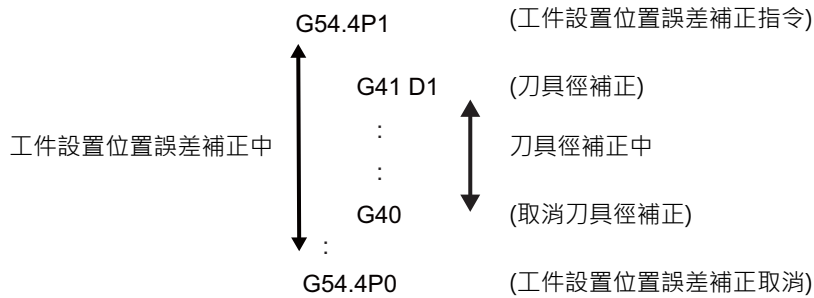 G54.4P1 (工件設置位置誤差補正指令)
G41 D1 (刀具徑補正)
工件設置位置誤差補正中 : 刀具徑補正中
:
G40 (取消刀具徑補正)
:
G54.4P0 (工件設置位置誤差補正取消)